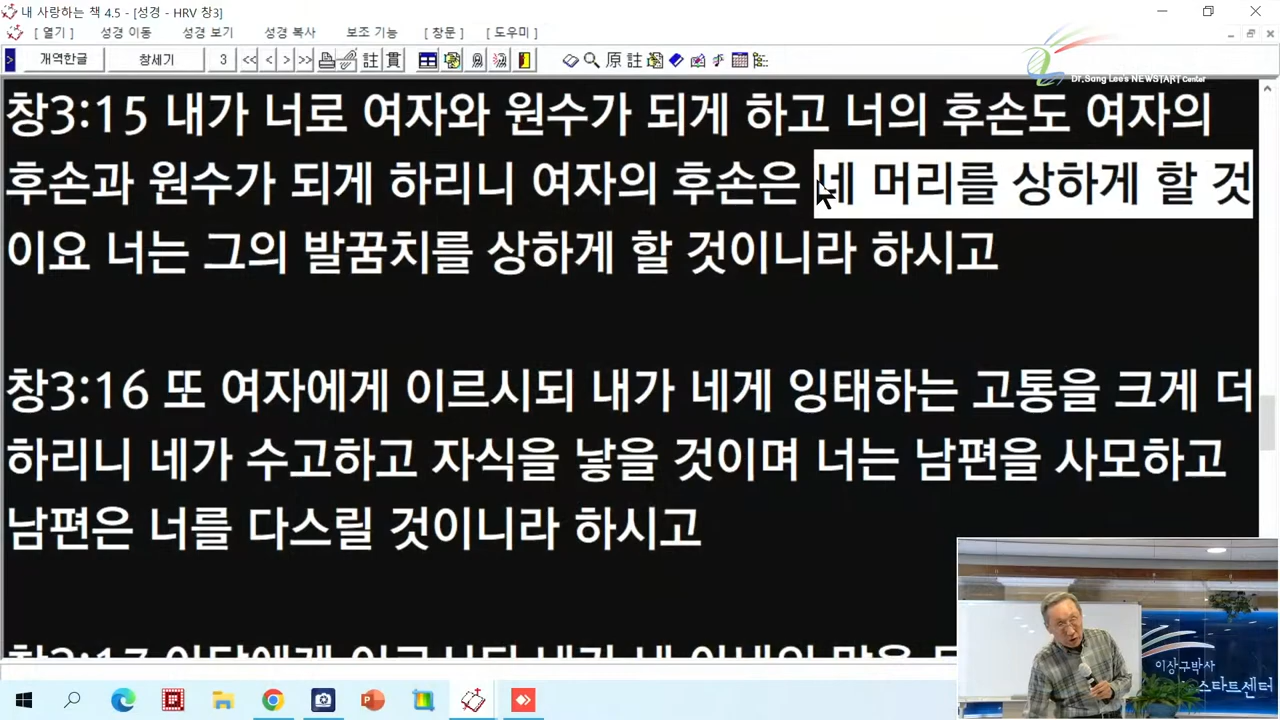 내 사랑하는 책 4.5 - [성경 - HRV 창3]
[ 열기 ] 성경 이동 성경 보기 성경 복사 보조 기능 [ 창문 ] [ 도우미 ]
개역한글 창세기 3 << < > >> 註 貫 原 註
Dr.Sang Lee's NEWSTART Center
창3:15 내가 너로 여자와 원수가 되게 하고 너의 후손도 여자의
후손과 원수가 되게 하리니 여자의 후손은 네 머리를 상하게 할 것
이요 너는 그의 발꿈치를 상하게 할 것이니라 하시고
창3:16 또 여자에게 이르시되 내가 네게 잉태하는 고통을 크게 더
하리니 네가 수고하고 자식을 낳을 것이며 너는 남편을 사모하고
남편은 너를 다스릴 것이니라 하시고
이상구박사
스타트센터